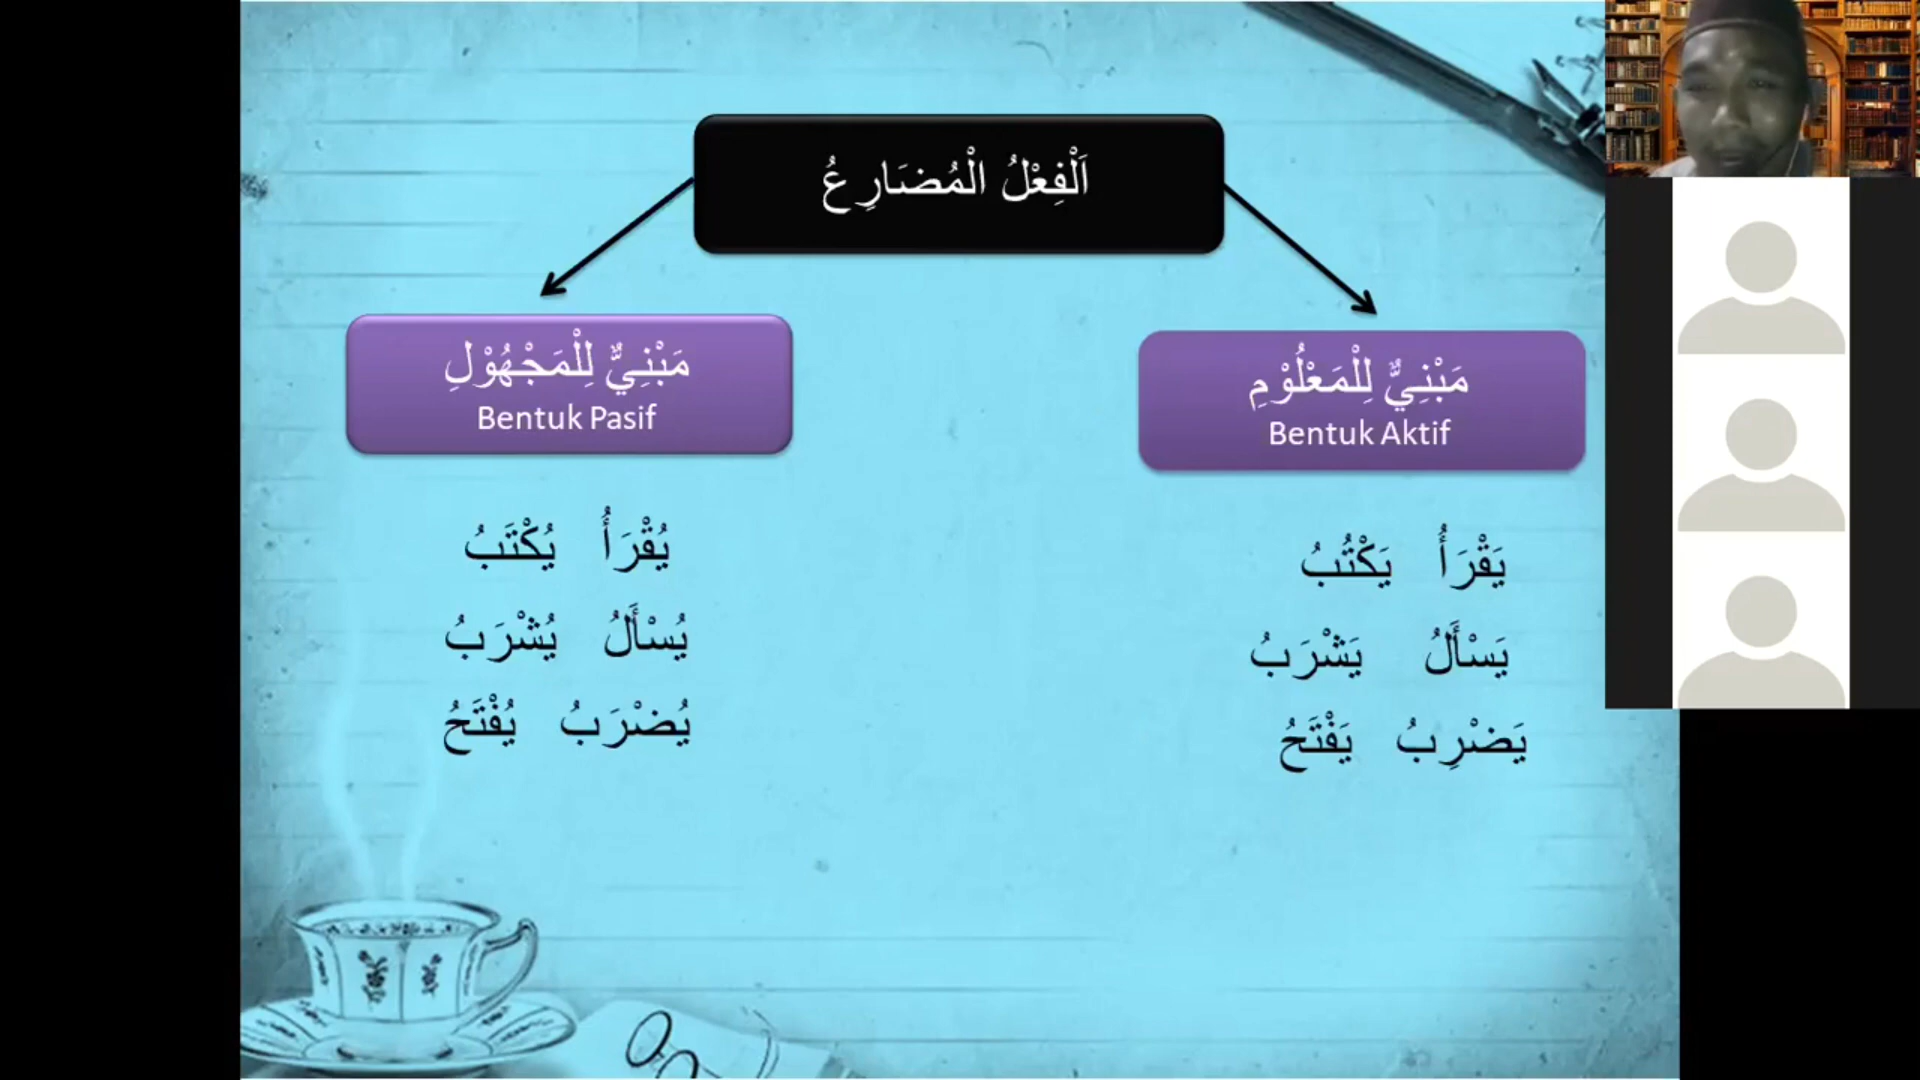 اَلْفِعْلُ الْمُضَارِعُ
مَبْنِيٌّ لِلْمَعْلُوْمِ
Bentuk Aktif
يَقْرَأُ يَكْتُبُ
يَسْأَلُ يَشْرَبُ
يَضْرِبُ يَفْتَحُ
مَبْنِيٌّ لِلْمَجْهُوْلِ
Bentuk Pasif
يُقْرَأُ يُكْتَبُ
يُسْأَلُ يُشْرَبُ
يُضْرَبُ يُفْتَحُ